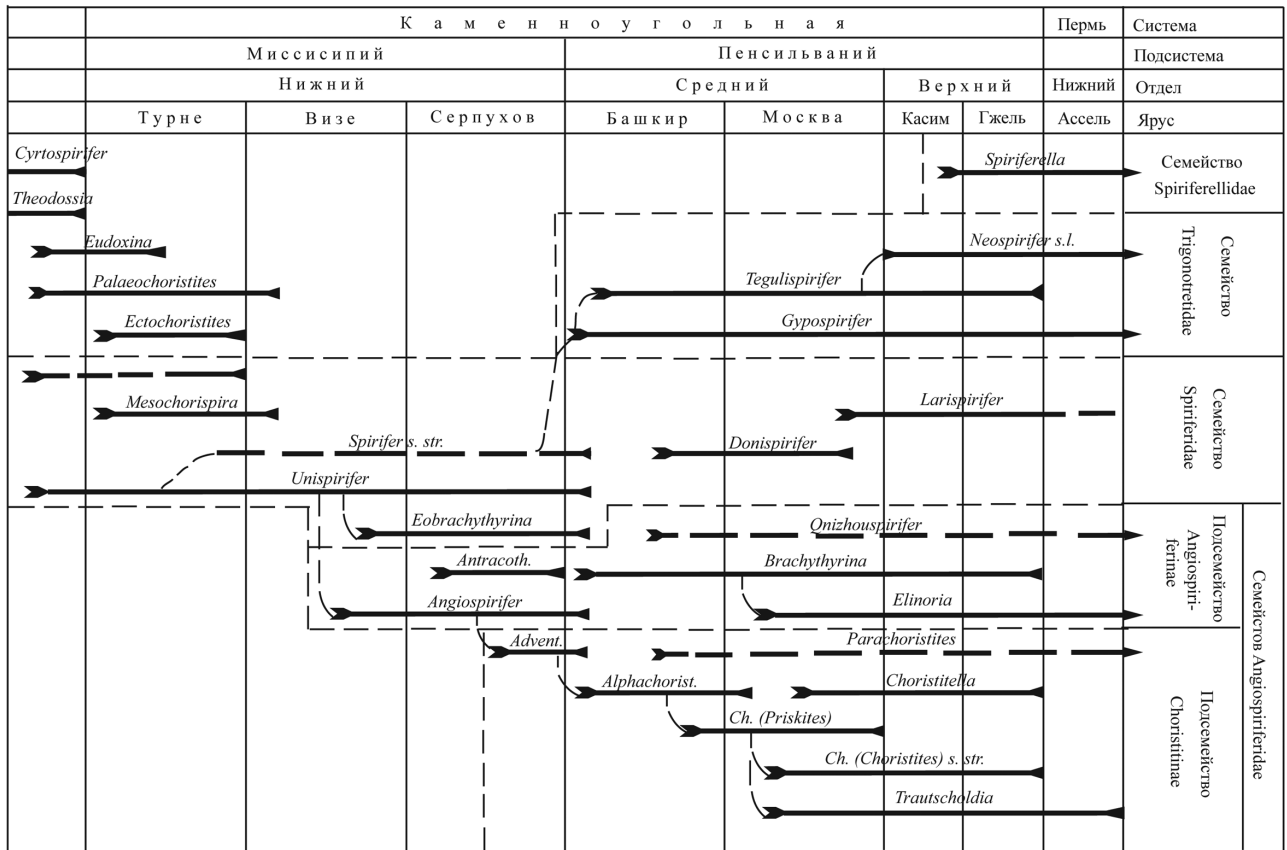 К а м е н н о у г о л ь н а я
Пермь
Система
М и с с и с и п и й
П е н с и л ь в а н и й
Подсистема
Н и ж н и й
С р е д н и й
В е р х н и й
Нижний
Отдел
Т у р н е
В и з е
С е р п у х о в
Б а ш к и р
М о с к в а
Касим
Гжель
Ассель
Ярус
Cyrtospirifer
Spiriferella
Семейство
Spiriferellidae
Theodossia
Eudoxina
Neospirifer s.l.
Palaeochoristites
Tegulispirifer
Ectochoristites
Gypospirifer
Семейство
Trigonotretidae
Mesochorispira
Larispirifer
Spirifer s. str.
Donispirifer
Unispirifer
Семейство
Spiriferidae
Eobrachythyrina
Qnizhouspirifer
Antracoth.
Brachythyrina
Angiospirifer
Elinoria
Подсемейство
Angiospiri-
ferinae
Advent.
Parachoristites
Alphachorist.
Choristitella
Ch. (Priskites)
Ch. (Choristites) s. str.
Trautscholdia
Подсемейство
Choristitinae
Семейстов Angiospiriferidae